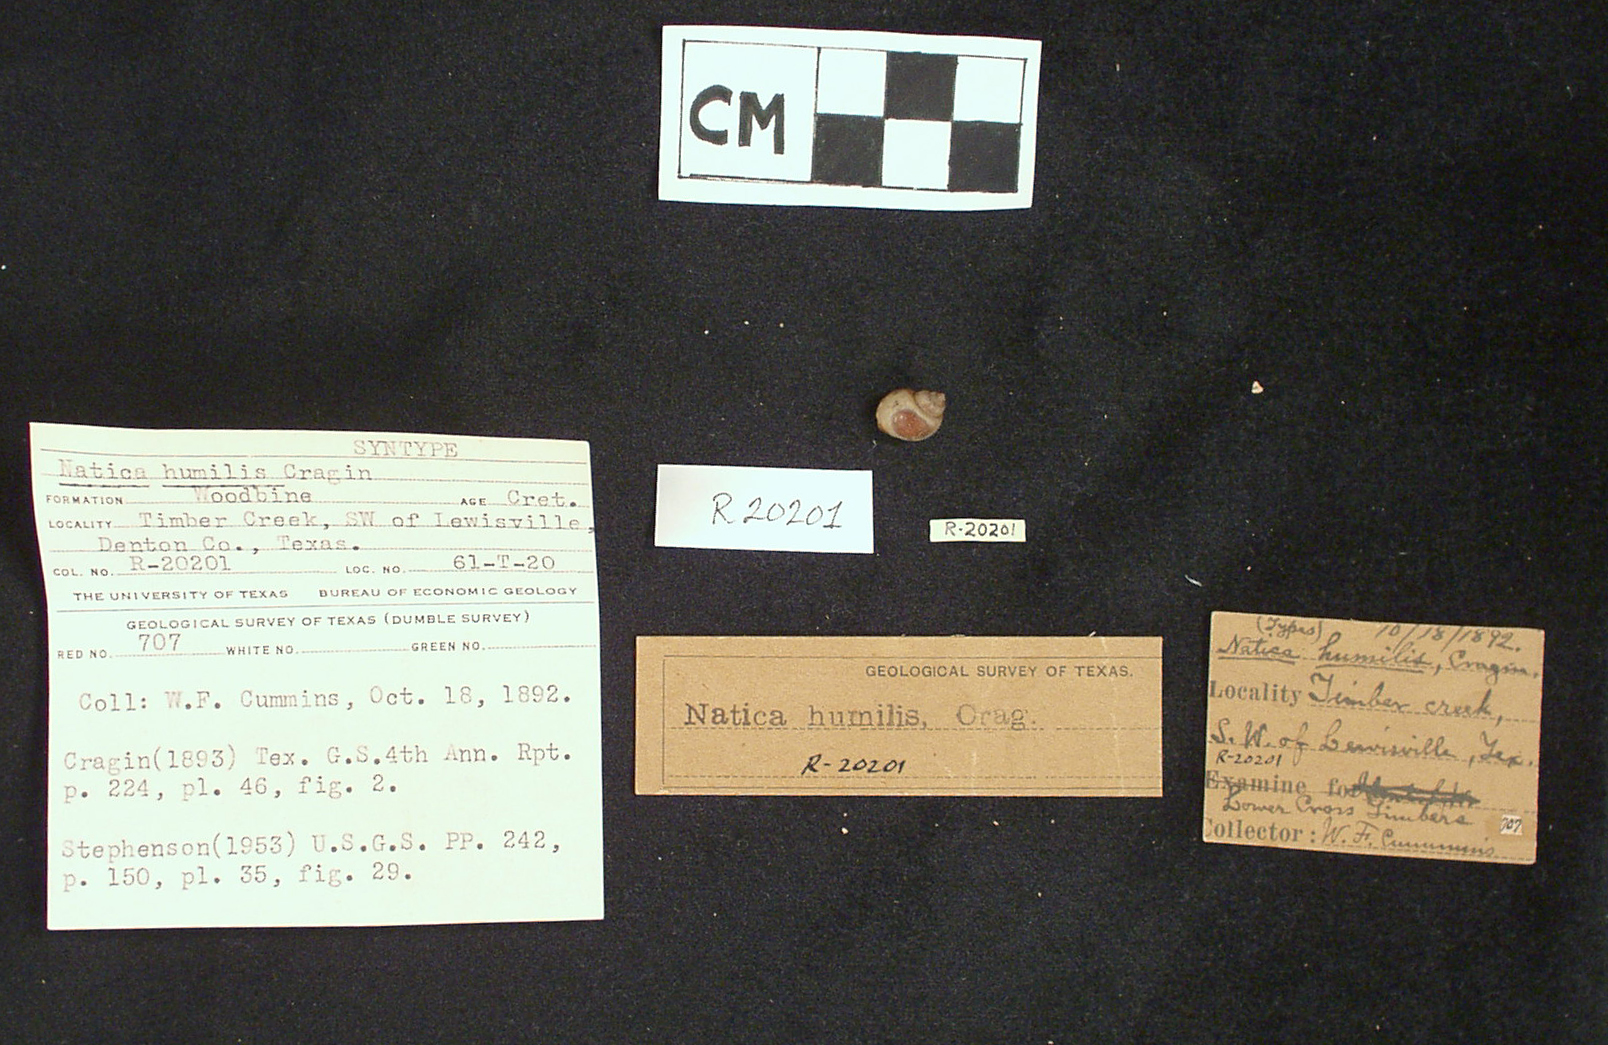 CM
SYNTYPE
Natica humilis Cragin
FORMATION Woodbine AGE Cret.
LOCALITY Timber Creek, SW of Lewisville,
Denton Co., Texas.
COL. NO. R-20201 LOC. NO. 61-T-20
THE UNIVERSITY OF TEXAS BUREAU OF ECONOMIC GEOLOGY
GEOLOGICAL SURVEY OF TEXAS (DUMBLE SURVEY)
RED NO. 707 WHITE NO. GREEN NO.
Coll: W.F. Cummins, Oct. 18, 1892.
Cragin(1893) Tex. G.S.4th Ann. Rpt.
p. 224, pl. 46, fig. 2.
Stephenson(1953) U.S.G.S. PP. 242,
p. 150, pl. 35, fig. 29.
R20201
R-20201
GEOLOGICAL SURVEY OF TEXAS.
Natica humilis, Crag.
R-20201
(Types) 10/18/1892.
Natica humilis, Cragin.
Locality Timber creek,
S.W. of Lewisville, Tex.
R-20201
Examine for
Lower Cross Timbers
707
Collector: W. F. Cummins